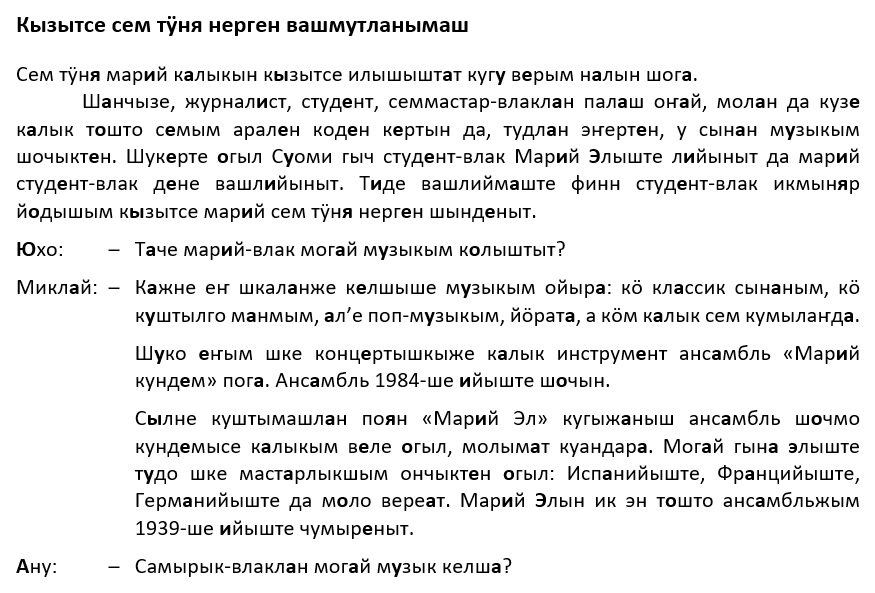 Кызытсе сем тӱня нерген вашмутланымаш
Сем тӱня марий калыкын кызытсе илышыштат кугу верым налын шога.
Шанчызе, журналист, студент, семмастар-влаклан палаш оҥай, молан да кузе
калык тошто семым арален коден кертын да, тудлан эҥертен, у сынан музыкым
шочыктен. Шукерте огыл Суоми гыч студент-влак Марий Элыште лийыныт да марий
студент-влак дене вашлийыныт. Тиде вашлиймаште финн студент-влак икмыняр
йодышым кызытсе марий сем тӱня нерген шынденыт.
Юхо: – Таче марий-влак могай музыкым колыштыт?
Миклай: – Кажне еҥ шкаланже келшыше музыкым ойыра: кӧ классик сынаным, кӧ
куштылго манмым, ал’е поп-музыкым, йӧрата, а кӧм калык сем кумылаҥда.
Шуко еҥым шке концертышкыже калык инструмент ансамбль «Марий
кундем» пога. Ансамбль 1984-ше ийыште шочын.
Сылне куштымашлан поян «Марий Эл» кугыжаныш ансамбль шочмо
кундемысе калыкым веле огыл, молымат куандара. Могай гына элыште
тудо шке мастарлыкшым ончыктен огыл: Испанийыште, Францийыште,
Германийыште да моло вереат. Марий Элын ик эн тошто ансамбльжым
1939-ше ийыште чумыреныт.
Ану: – Самырык-влаклан могай музык келша?